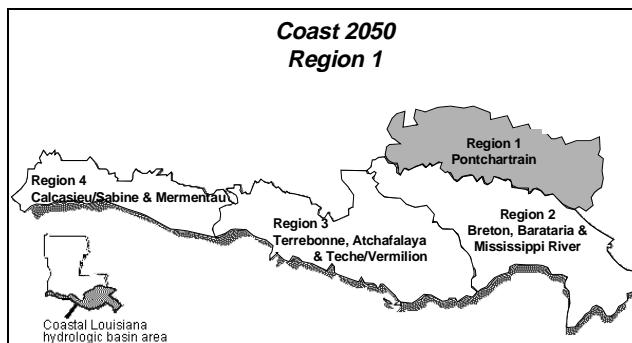 Coast 2050
Region 1
Region 1
Pontchartrain
Region 4
Calcasieu/Sabine & Mermentau
Region 2
Breton, Barataria &
Mississippi River
Region 3
Terrebonne, Atchafalaya
& Teche/Vermilion
Coastal Louisiana
hydrologic basin area